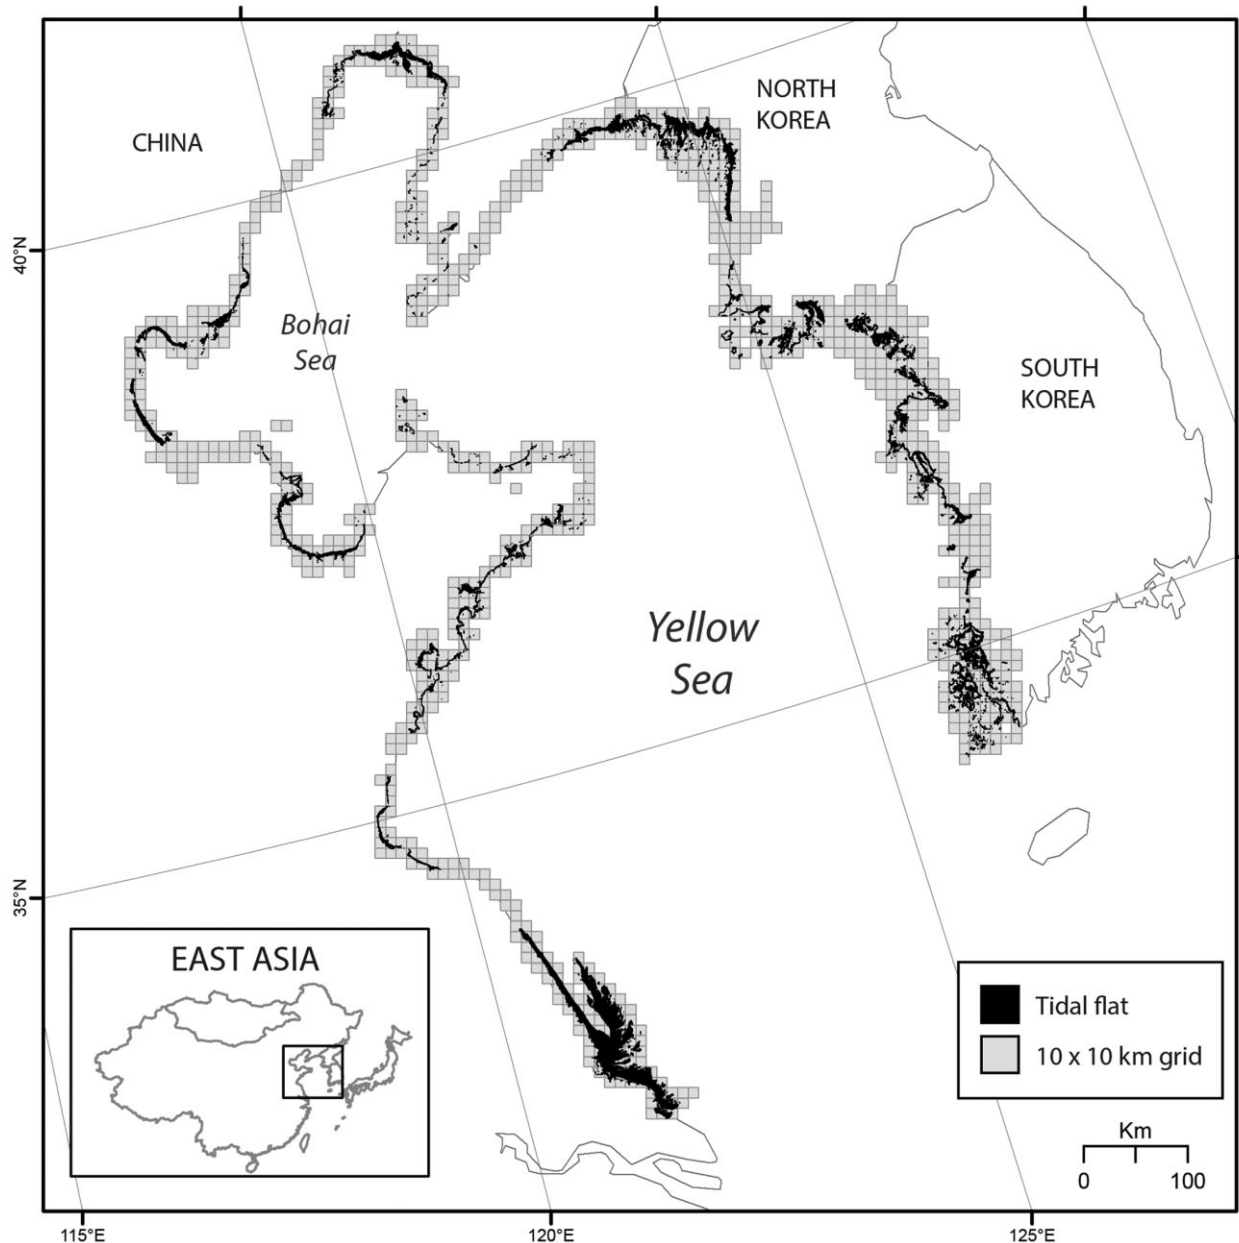 NORTH
KOREA
CHINA
40°N
Bohai
Sea
SOUTH
KOREA
Yellow
Sea
35°N
EAST ASIA
Tidal flat
10 x 10 km grid
Km
0 100
115°E 120°E 125°E